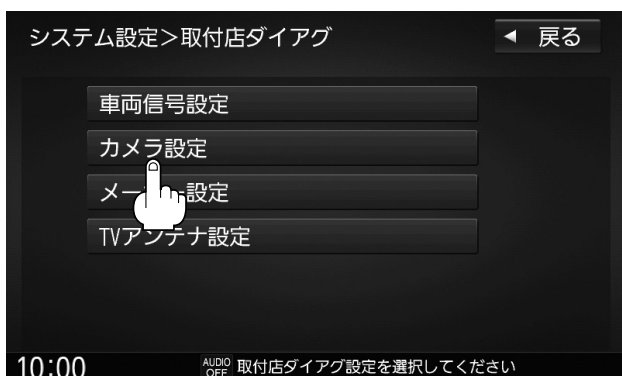 システム設定＞取付店ダイアグ
◀ 戻る
車両信号設定
カメラ設定
メー 設定
TVアンテナ設定
10:00
AUDIO OFF
取付店ダイアグ設定を選択してください